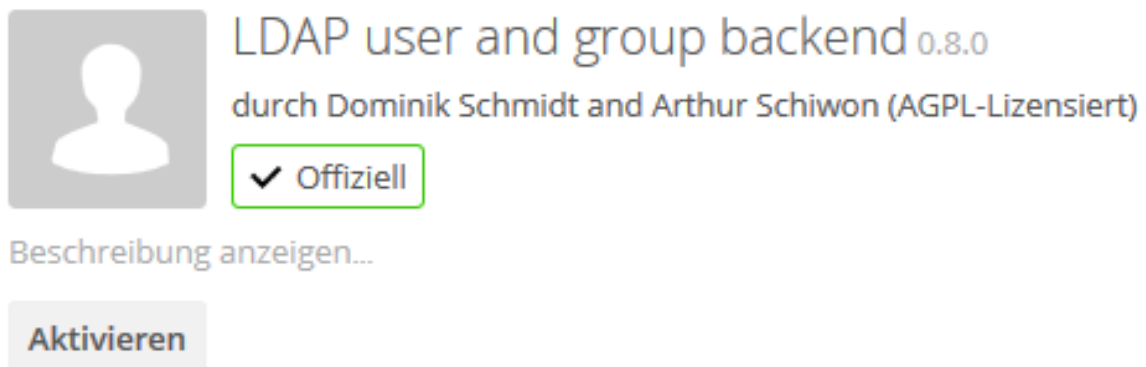 LDAP user and group backend 0.8.0
durch Dominik Schmidt and Arthur Schiwon (AGPL-Lizensiert)
Offiziell
Beschreibung anzeigen...
Aktivieren